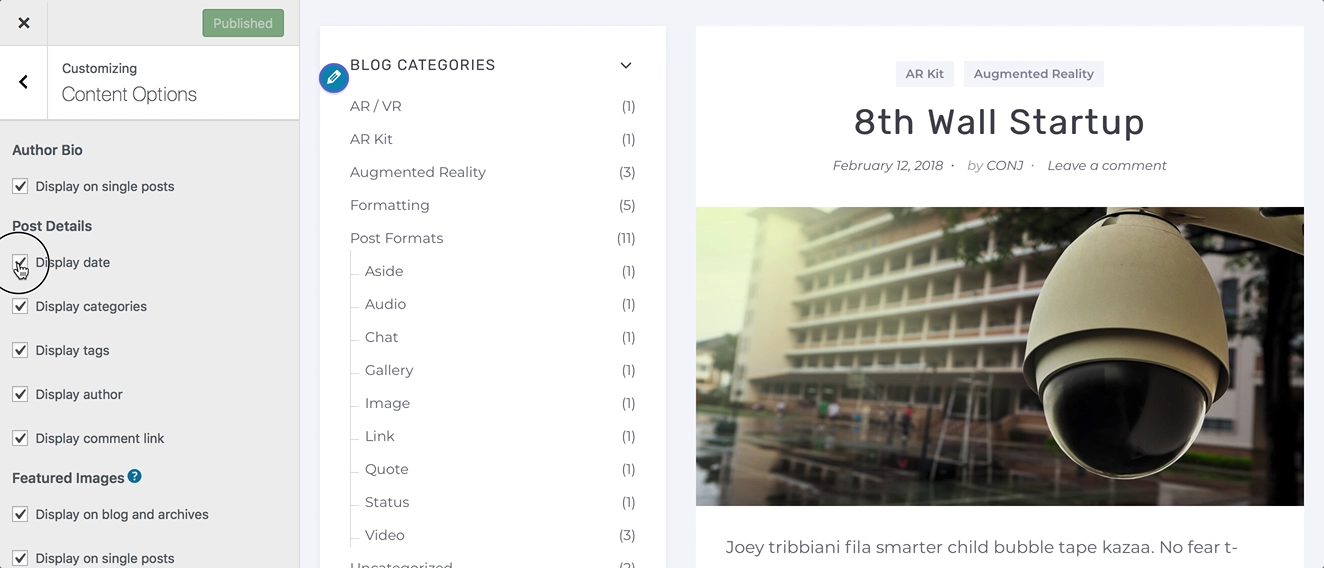 Published
Customizing
Content Options
Author Bio
Display on single posts
Post Details
Display date
Display categories
Display tags
Display author
Display comment link
Featured Images ?
Display on blog and archives
Display on single posts
BLOG CATEGORIES
AR / VR (1)
AR Kit (1)
Augmented Reality (3)
Formatting (5)
Post Formats (11)
Aside (1)
Audio (1)
Chat (1)
Gallery (1)
Image (1)
Link (1)
Quote (1)
Status (1)
Video (3)
Uncategorized (2)
AR Kit Augmented Reality
8th Wall Startup
February 12, 2018 · by CONJ · Leave a comment
Joey tribbiani fila smarter child bubble tape kazaa. No fear t-